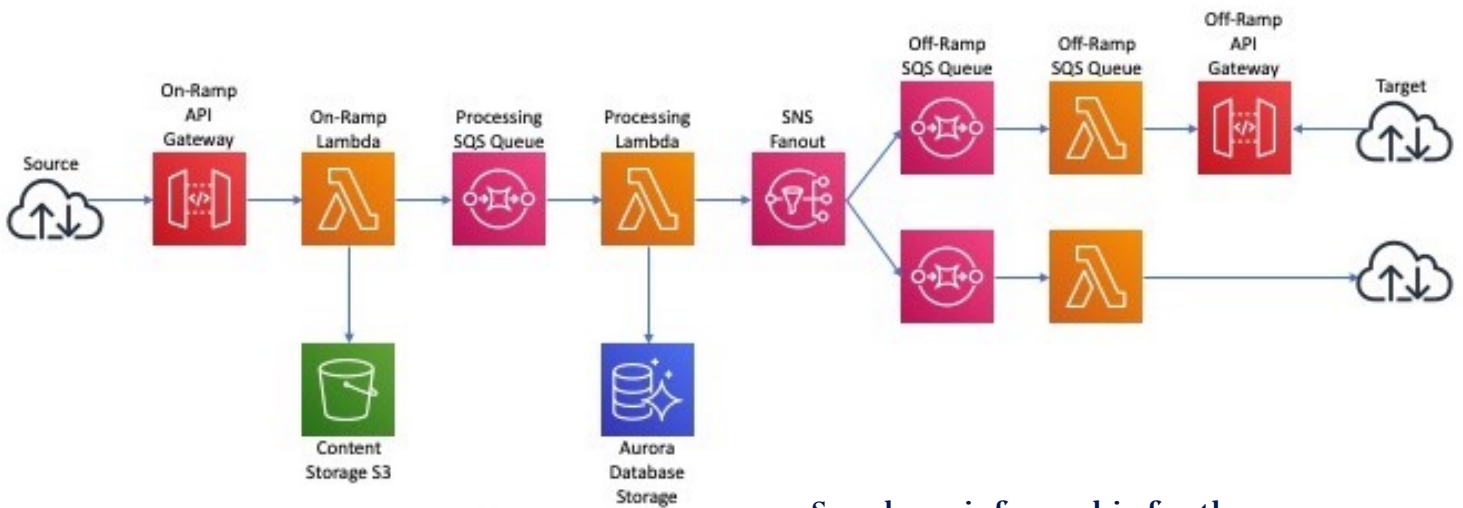 Source
On-Ramp
API
Gateway
On-Ramp
Lambda
Processing
SQS Queue
Processing
Lambda
SNS
Fanout
Off-Ramp
SQS Queue
Off-Ramp
SQS Queue
Off-Ramp
API
Gateway
Target
Content
Storage S3
Aurora
Database
Storage